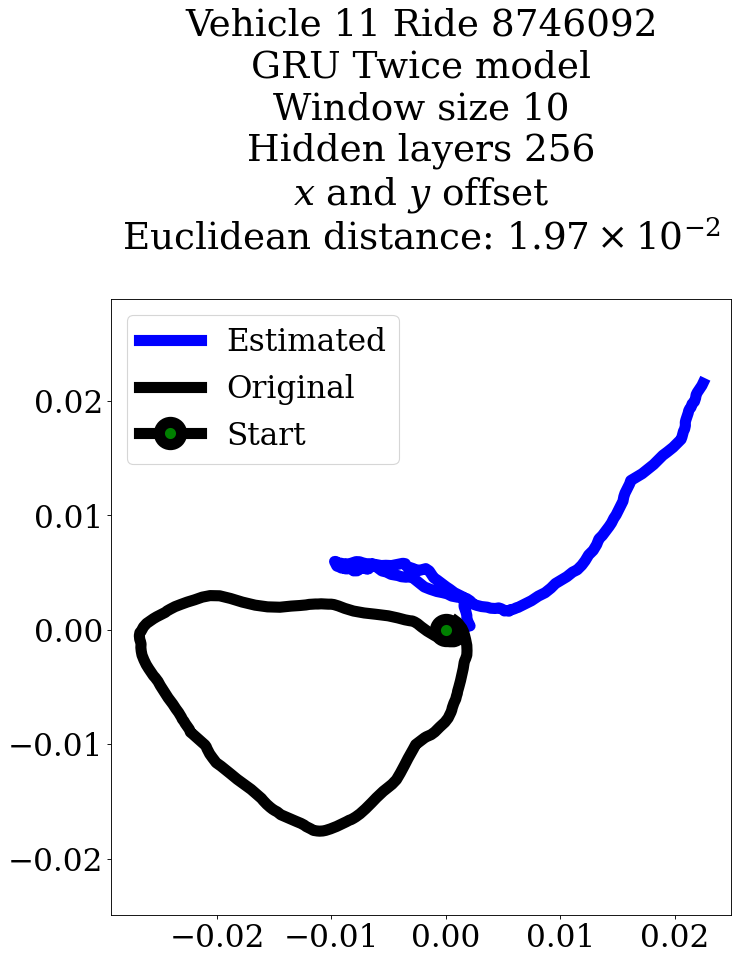 Vehicle 11 Ride 8746092
GRU Twice model
Window size 10
Hidden layers 256
x and y offset
Euclidean distance: 1.97 × 10⁻²
Estimated
Original
Start
0.02
0.01
0.00
−0.01
−0.02
−0.02 −0.01 0.00 0.01 0.02